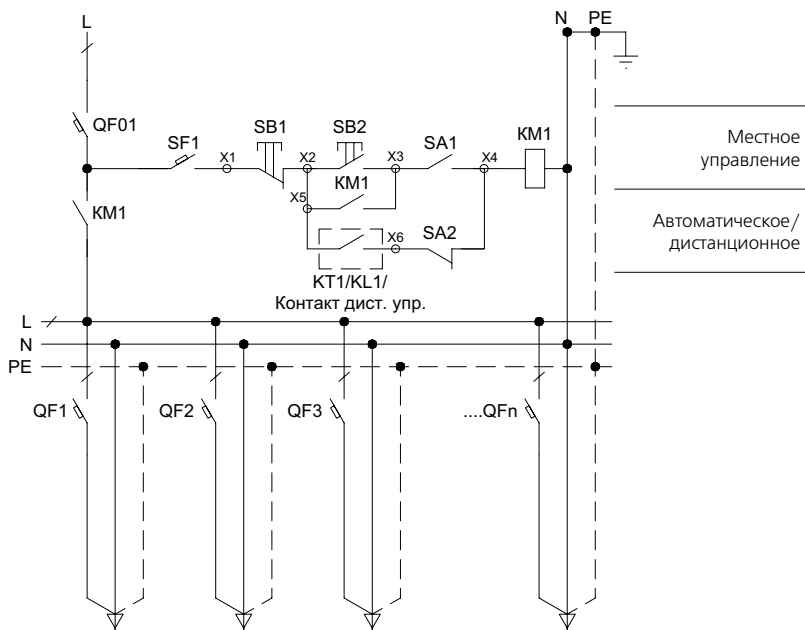 L
N PE
QF01
SF1
X1
SB1
X2
SB2
X3
SA1
X4
KM1
Местное
управление
KM1
X5
KM1
X6
SA2
Автоматическое/
дистанционное
KT1/KL1/
Контакт дист. упр.
L
N
PE
QF1
QF2
QF3
....QFn